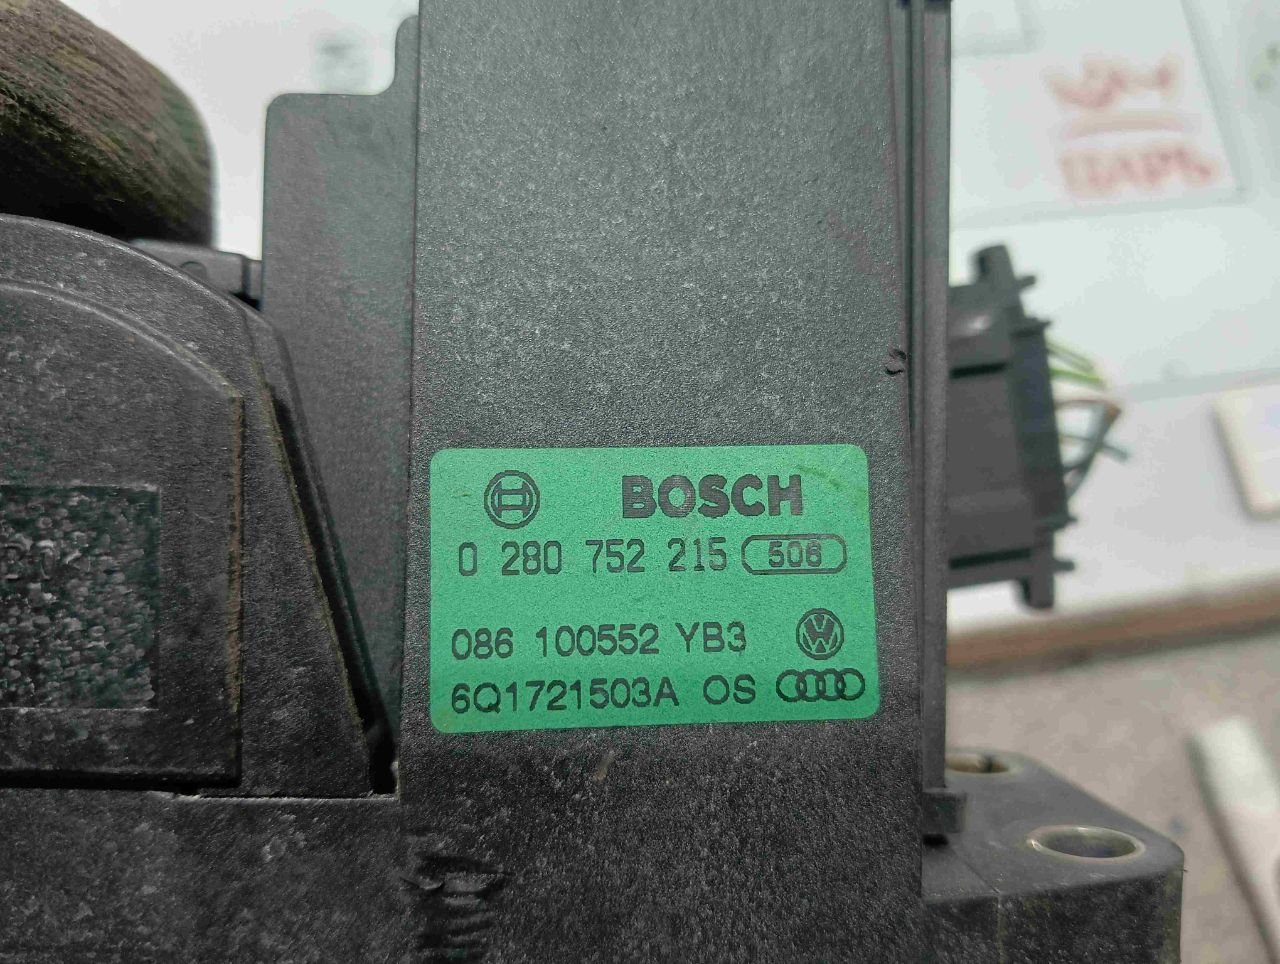 BOSCH
0 280 752 215 506
086 100552 YB3
6Q1721503A OS